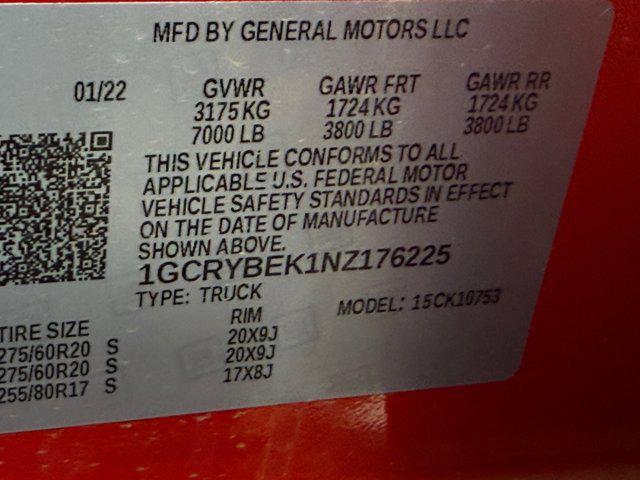 MFD BY GENERAL MOTORS LLC
01/22 GVWR GAWR FRT GAWR RR
3175 KG 1724 KG 1724 KG
7000 LB 3800 LB 3800 LB
THIS VEHICLE CONFORMS TO ALL
APPLICABLE U.S. FEDERAL MOTOR
VEHICLE SAFETY STANDARDS IN EFFECT
ON THE DATE OF MANUFACTURE
SHOWN ABOVE.
1GCRYBEK1NZ176225
TYPE: TRUCK MODEL: 15CK10753
TIRE SIZE RIM
275/60R20 S 20X9J
275/60R20 S 20X9J
255/80R17 S 17X8J